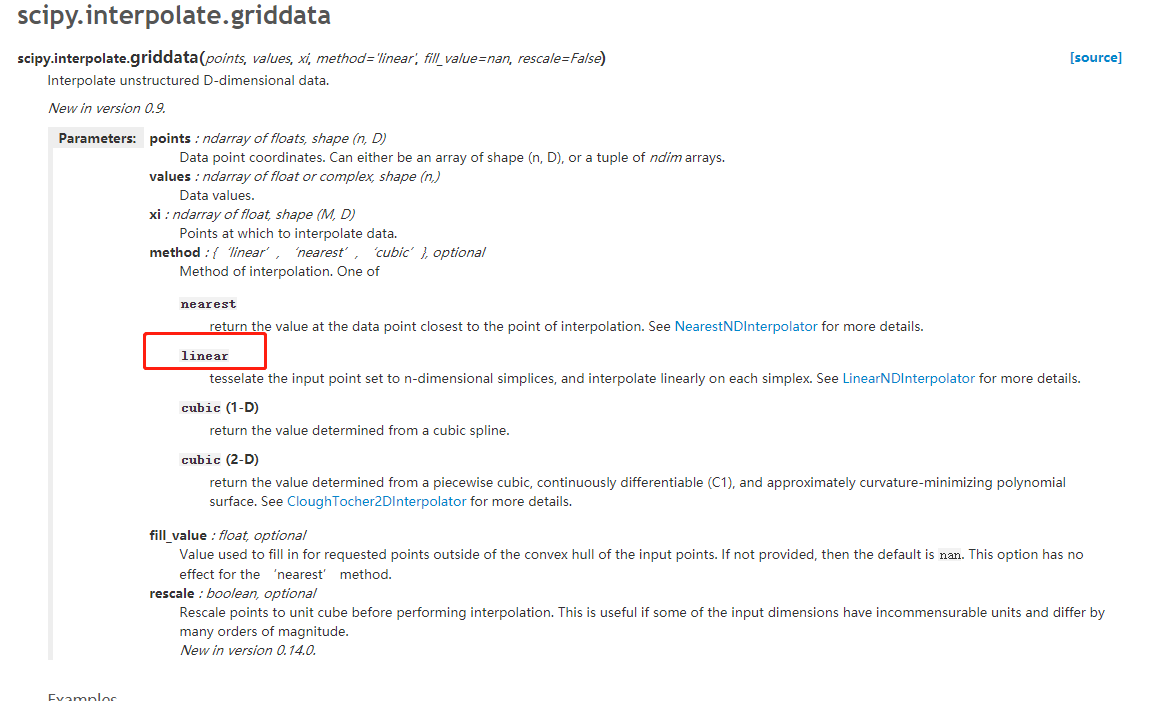 scipy.interpolate.griddata
scipy.interpolate.griddata(points, values, xi, method='linear', fill_value=nan, rescale=False) [source]
Interpolate unstructured D-dimensional data.
New in version 0.9.
Parameters: points : ndarray of floats, shape (n, D)
Data point coordinates. Can either be an array of shape (n, D), or a tuple of ndim arrays.
values : ndarray of float or complex, shape (n,)
Data values.
xi : ndarray of float, shape (M, D)
Points at which to interpolate data.
method : {‘linear’, ‘nearest’, ‘cubic’}, optional
Method of interpolation. One of
nearest
return the value at the data point closest to the point of interpolation. See NearestNDInterpolator for more details.
linear
tesselate the input point set to n-dimensional simplices, and interpolate linearly on each simplex. See LinearNDInterpolator for more details.
cubic (1-D)
return the value determined from a cubic spline.
cubic (2-D)
return the value determined from a piecewise cubic, continuously differentiable (C1), and approximately curvature-minimizing polynomial
surface. See CloughTocher2DInterpolator for more details.
fill_value : float, optional
Value used to fill in for requested points outside of the convex hull of the input points. If not provided, then the default is nan. This option has no
effect for the ‘nearest’ method.
rescale : boolean, optional
Rescale points to unit cube before performing interpolation. This is useful if some of the input dimensions have incommensurable units and differ by
many orders of magnitude.
New in version 0.14.0.
Examples